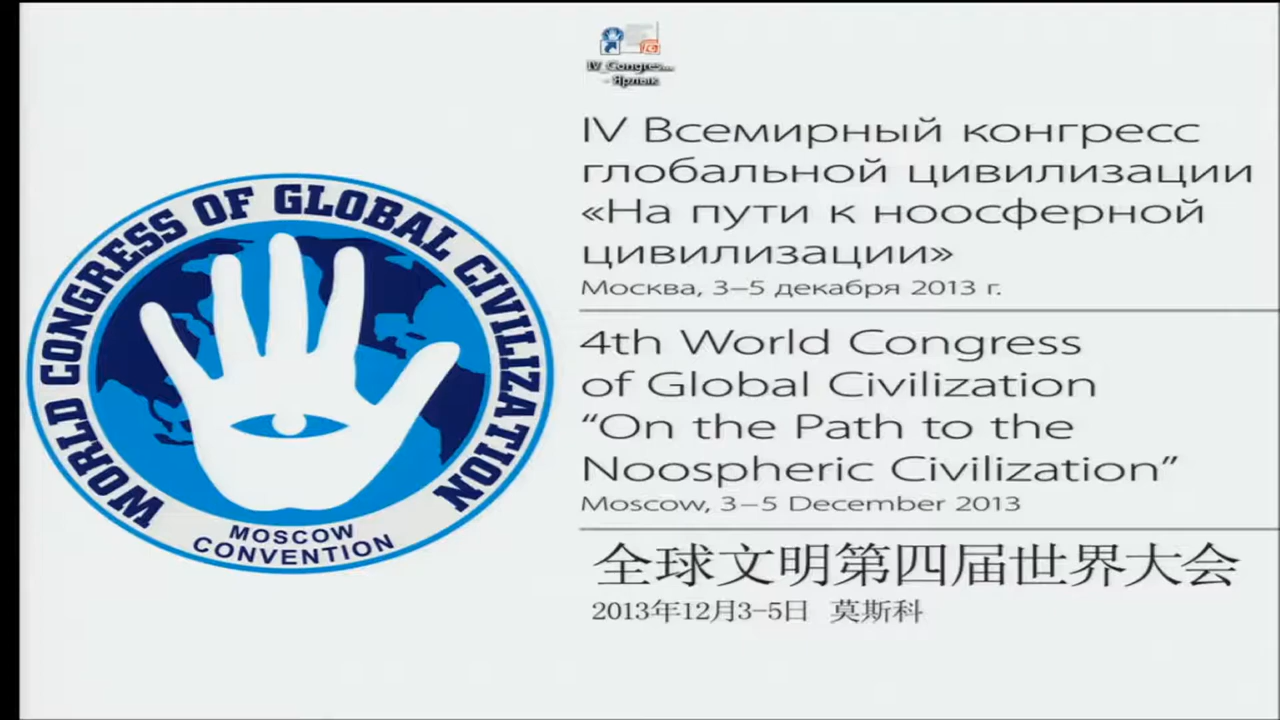 IV_Congres...
- Ярлык
IV Всемирный конгресс
глобальной цивилизации
«На пути к ноосферной
цивилизации»
Москва, 3–5 декабря 2013 г.
WORLD CONGRESS OF GLOBAL CIVILIZATION
MOSCOW
CONVENTION
4th World Congress
of Global Civilization
“On the Path to the
Noospheric Civilization”
Moscow, 3–5 December 2013
全球文明第四届世界大会
2013年12月3-5日 莫斯科